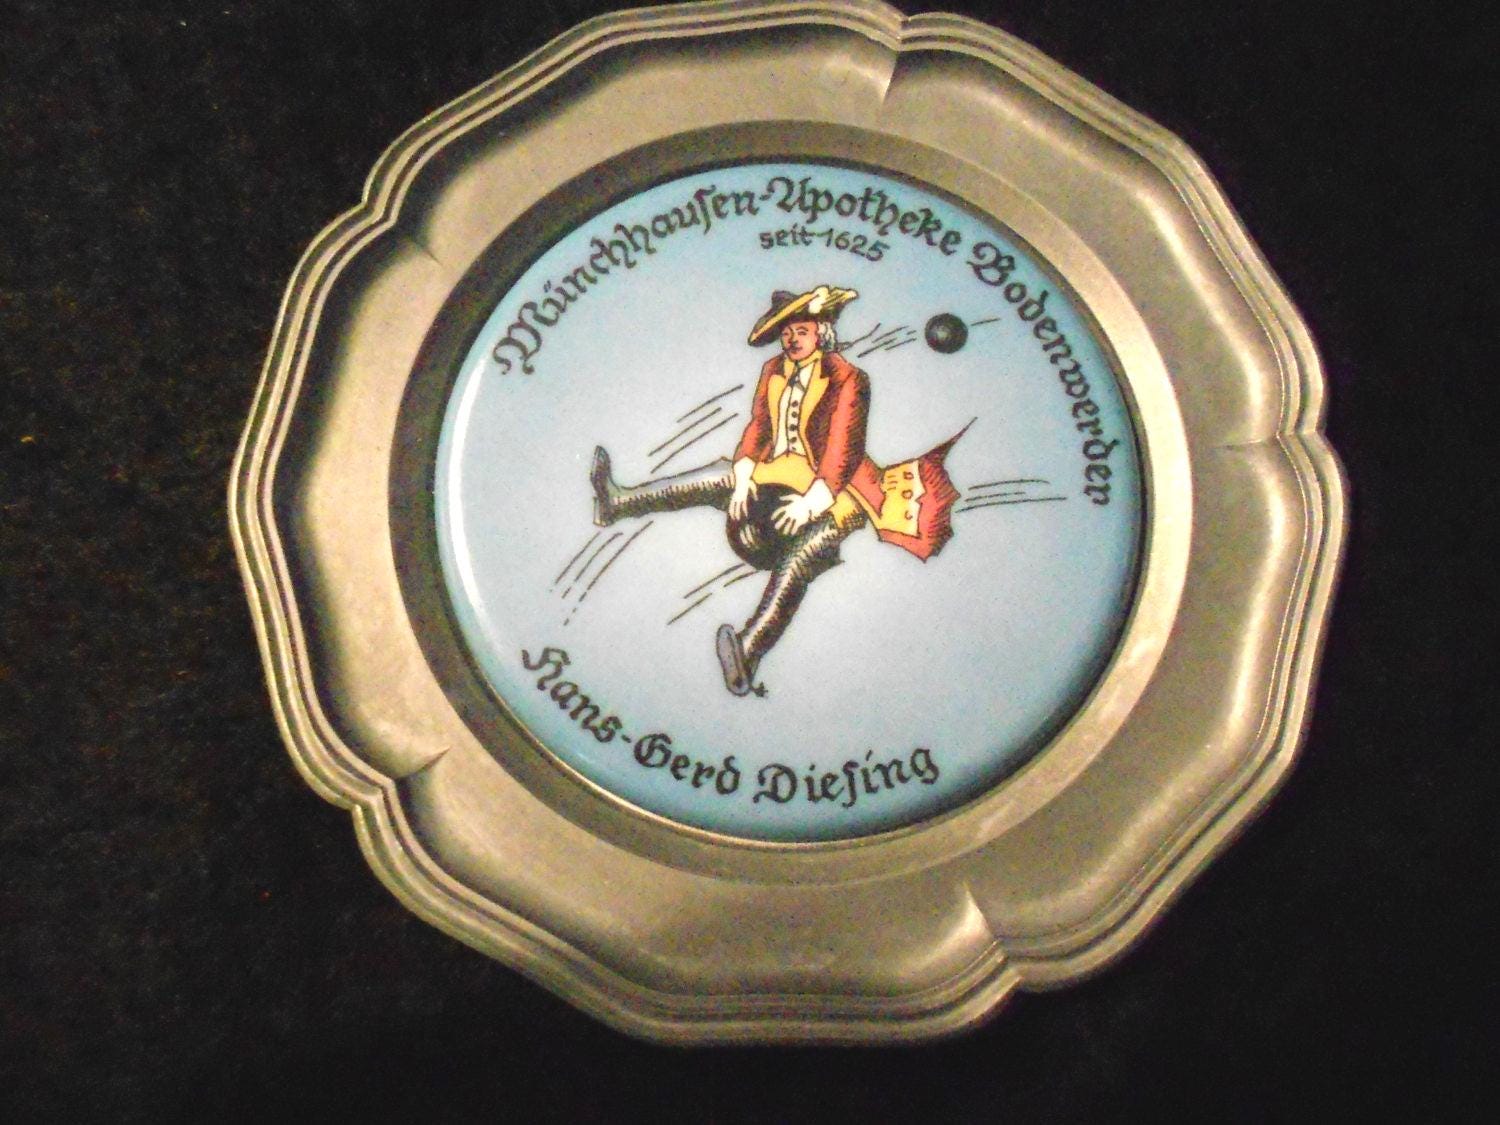 Münchhausen-Apotheke Bodenwerder
seit 1625
Hans-Gerd Diesing